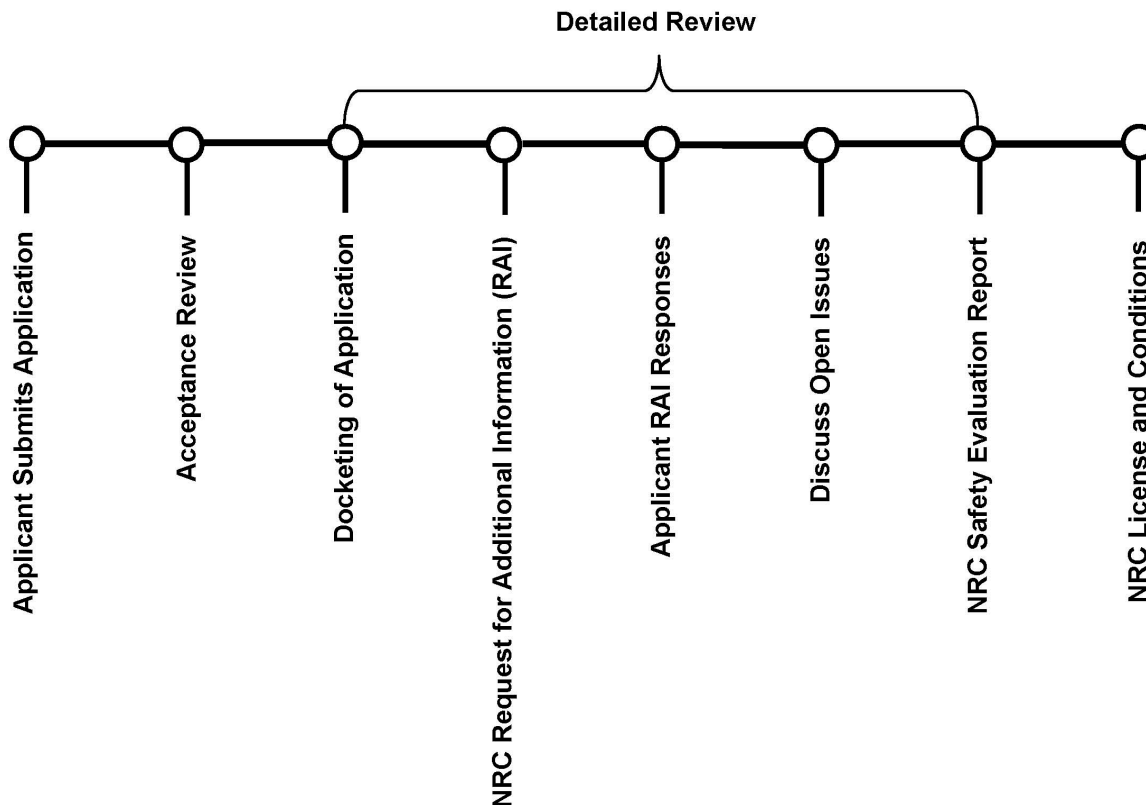 Detailed Review
Applicant Submits Application
Acceptance Review
Docketing of Application
NRC Request for Additional Information (RAI)
Applicant RAI Responses
Discuss Open Issues
NRC Safety Evaluation Report
NRC License and Conditions